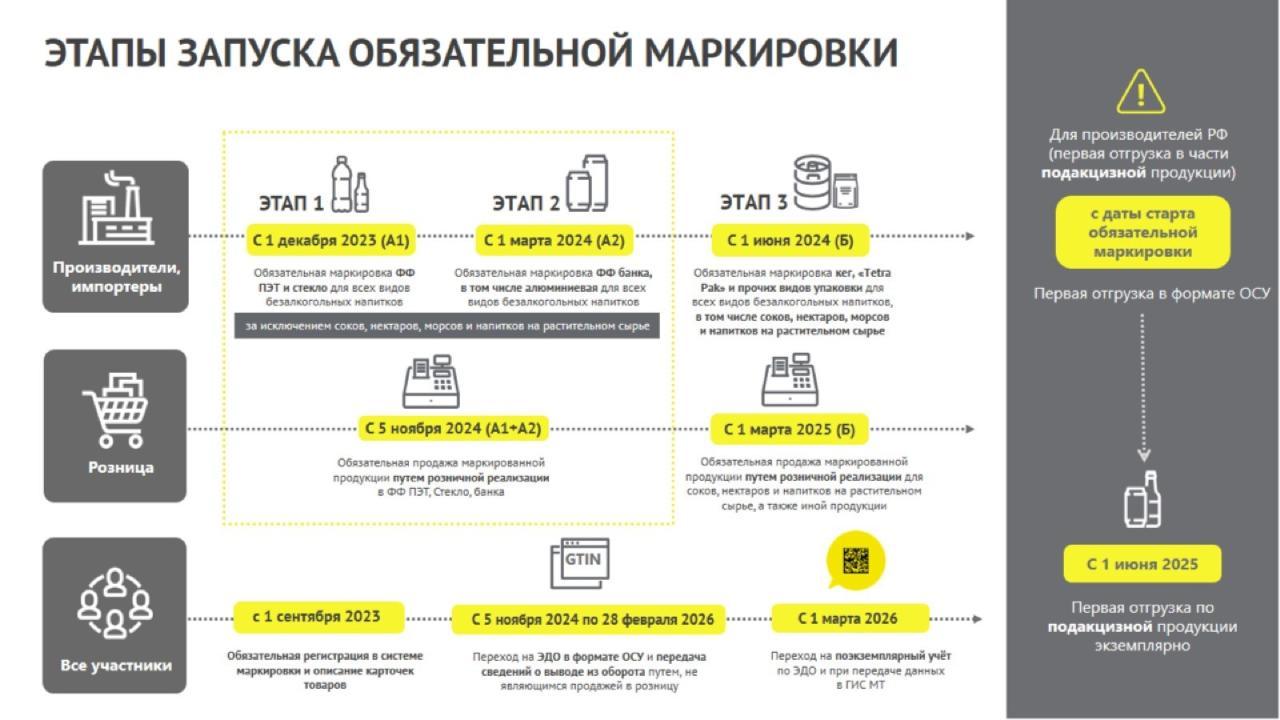 ЭТАПЫ ЗАПУСКА ОБЯЗАТЕЛЬНОЙ МАРКИРОВКИ
Производители,
импортеры
ЭТАП 1
С 1 декабря 2023 (А1)
Обязательная маркировка ФФ
ПЭТ и стекло для всех видов
безалкогольных напитков
ЭТАП 2
С 1 марта 2024 (А2)
Обязательная маркировка ФФ банка,
в том числе алюминиевая для всех
видов безалкогольных напитков
за исключением соков, нектаров, морсов и напитков на растительном сырье
ЭТАП 3
С 1 июня 2024 (Б)
Обязательная маркировка кег, «Tetra
Pak» и прочих видов упаковки для
всех видов безалкогольных напитков,
в том числе соков, нектаров, морсов
и напитков на растительном сырье
Розница
С 5 ноября 2024 (А1+А2)
Обязательная продажа маркированной
продукции путем розничной реализации
в ФФ ПЭТ, Стекло, банка
С 1 марта 2025 (Б)
Обязательная продажа маркированной
продукции путем розничной реализации для
соков, нектаров и напитков на растительном
сырье, а также иной продукции
Все участники
с 1 сентября 2023
Обязательная регистрация в системе
маркировки и описание карточек
товаров
GTIN
С 5 ноября 2024 по 28 февраля 2026
Переход на ЭДО в формате ОСУ и передача
сведений о выводе из оборота путем, не
являющимся продажей в розницу
С 1 марта 2026
Переход на поэкземплярный учёт
по ЭДО и при передаче данных
в ГИС МТ
Для производителей РФ
(первая отгрузка в части
подакцизной продукции)
с даты старта
обязательной
маркировки
Первая отгрузка в формате ОСУ
С 1 июня 2025
Первая отгрузка по
подакцизной продукции
экземплярно